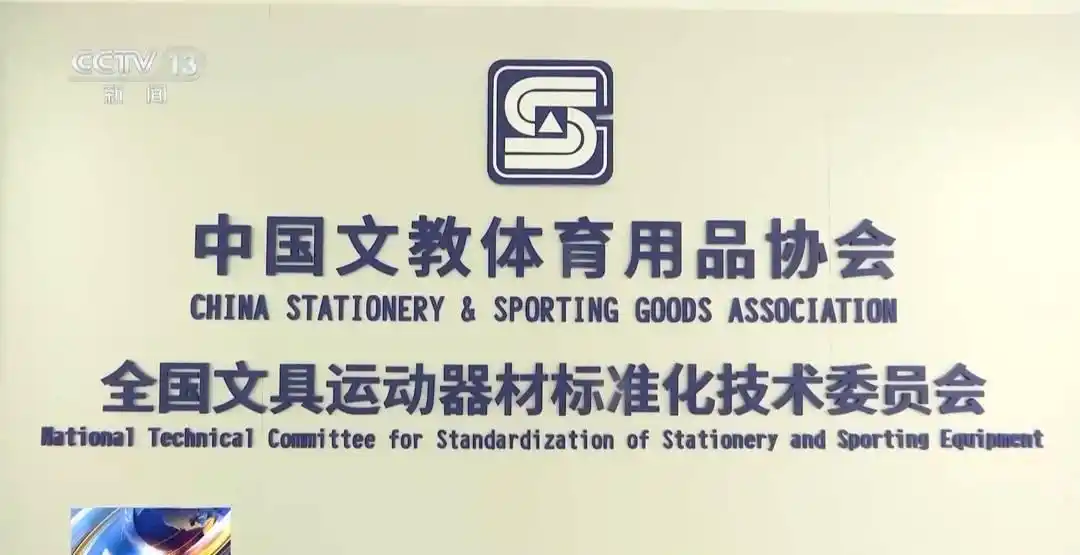 CCTV 13
新闻
中国文教体育用品协会
CHINA STATIONERY & SPORTING GOODS ASSOCIATION
全国文具运动器材标准化技术委员会
National Technical Committee for Standardization of Stationery and Sporting Equipment